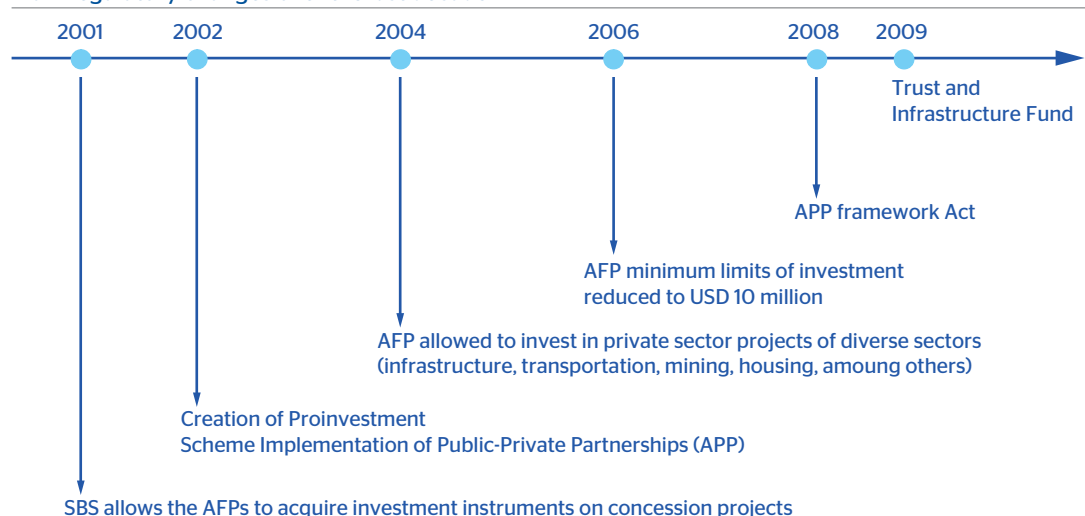 2001 2002 2004 2006 2008 2009
Trust and
Infrastructure Fund
APP framework Act
AFP minimum limits of investment
reduced to USD 10 million
AFP allowed to invest in private sector projects of diverse sectors
(infrastructure, transportation, mining, housing, amoung others)
Creation of Proinvestment
Scheme Implementation of Public-Private Partnerships (APP)
SBS allows the AFPs to acquire investment instruments on concession projects